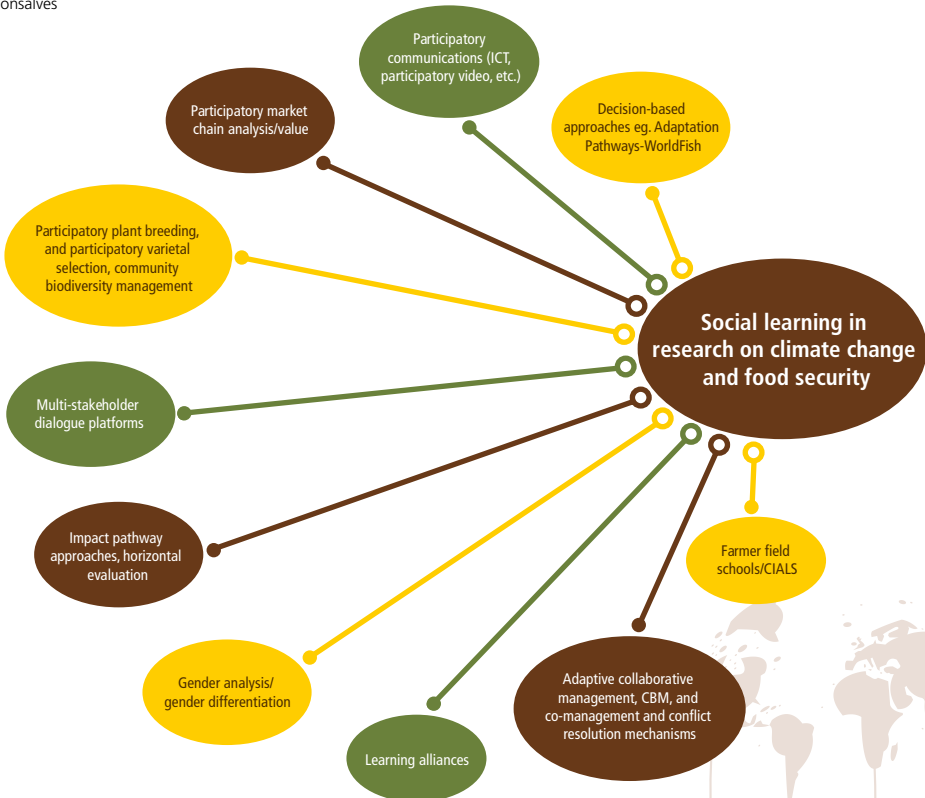 onsalves
Participatory
communications (ICT,
participatory video, etc.)
Participatory market
chain analysis/value
Decision-based
approaches eg. Adaptation
Pathways-WorldFish
Participatory plant breeding,
and participatory varietal
selection, community
biodiversity management
Social learning in
research on climate change
and food security
Multi-stakeholder
dialogue platforms
Impact pathway
approaches, horizontal
evaluation
Farmer field
schools/CIALS
Gender analysis/
gender differentiation
Adaptive collaborative
management, CBM, and
co-management and conflict
resolution mechanisms
Learning alliances